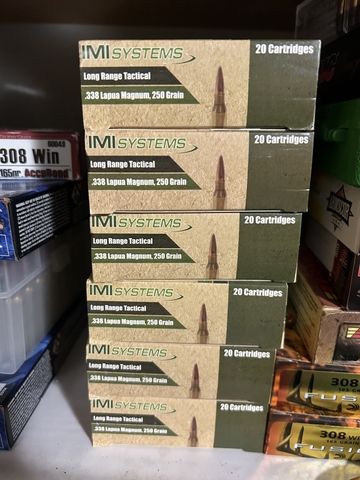 IMI SYSTEMS
20 Cartridges
Long Range Tactical
.338 Lapua Magnum, 250 Grain
IMI SYSTEMS
20 Cartridges
Long Range Tactical
.338 Lapua Magnum, 250 Grain
IMI SYSTEMS
20 Cartridges
Long Range Tactical
.338 Lapua Magnum, 250 Grain
IMI SYSTEMS
20 Cartridges
Long Range Tactical
.338 Lapua Magnum, 250 Grain
IMI SYSTEMS
20 Cartridges
Long Range Tactical
.338 Lapua Magnum, 250 Grain
IMI SYSTEMS
20 Cartridges
Long Range Tactical
.338 Lapua Magnum, 250 Grain
308 Win
165gr. AccuBond
308
FUSION
308 WIN
FUSION